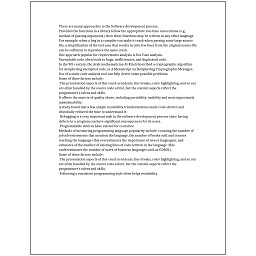 There are many approaches to the Software development process.
Provided the functions in a library follow the appropriate run-time conventions (e.g.,
method of passing arguments), then these functions may be written in any other language.
For example, when a bug in a compiler can make it crash when parsing some large source
file, a simplification of the test case that results in only few lines from the original source file
can be sufficient to reproduce the same crash.
One approach popular for requirements analysis is Use Case analysis.
Unreadable code often leads to bugs, inefficiencies, and duplicated code.
In the 9th century, the Arab mathematician Al-Kindi described a cryptographic algorithm
for deciphering encrypted code, in A Manuscript on Deciphering Cryptographic Messages.
Use of a static code analysis tool can help detect some possible problems.
Some of these factors include:
The presentation aspects of this (such as indents, line breaks, color highlighting, and so on)
are often handled by the source code editor, but the content aspects reflect the
programmer's talent and skills.
It affects the aspects of quality above, including portability, usability and most importantly
maintainability.
A study found that a few simple readability transformations made code shorter and
drastically reduced the time to understand it.
Debugging is a very important task in the software development process since having
defects in a program can have significant consequences for its users.
Programmable devices have existed for centuries.
Methods of measuring programming language popularity include: counting the number of
job advertisements that mention the language, the number of books sold and courses
teaching the language (this overestimates the importance of newer languages), and
estimates of the number of existing lines of code written in the language (this
underestimates the number of users of business languages such as COBOL).
Some of these factors include:
The presentation aspects of this (such as indents, line breaks, color highlighting, and so on)
are often handled by the source code editor, but the content aspects reflect the
programmer's talent and skills.
Following a consistent programming style often helps readability.